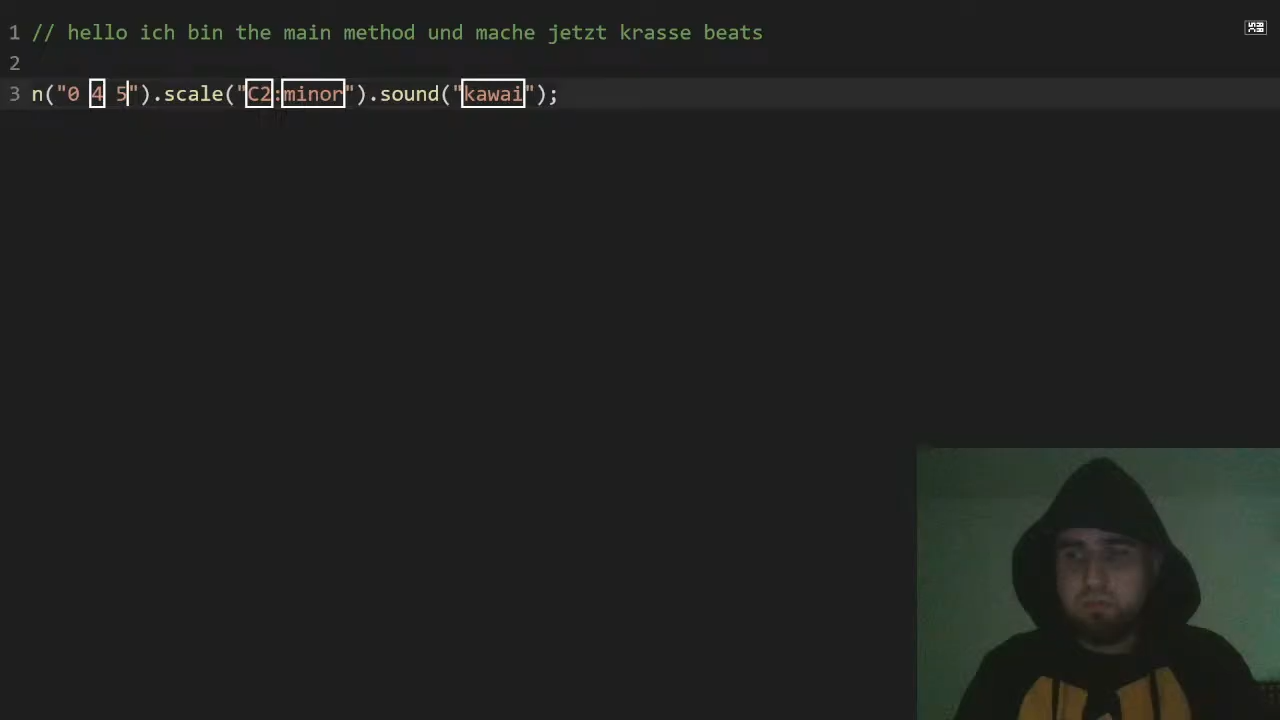 1 // hello ich bin the main method und mache jetzt krasse beats
2
3 n("0 4 5").scale("C2:minor").sound("kawai");